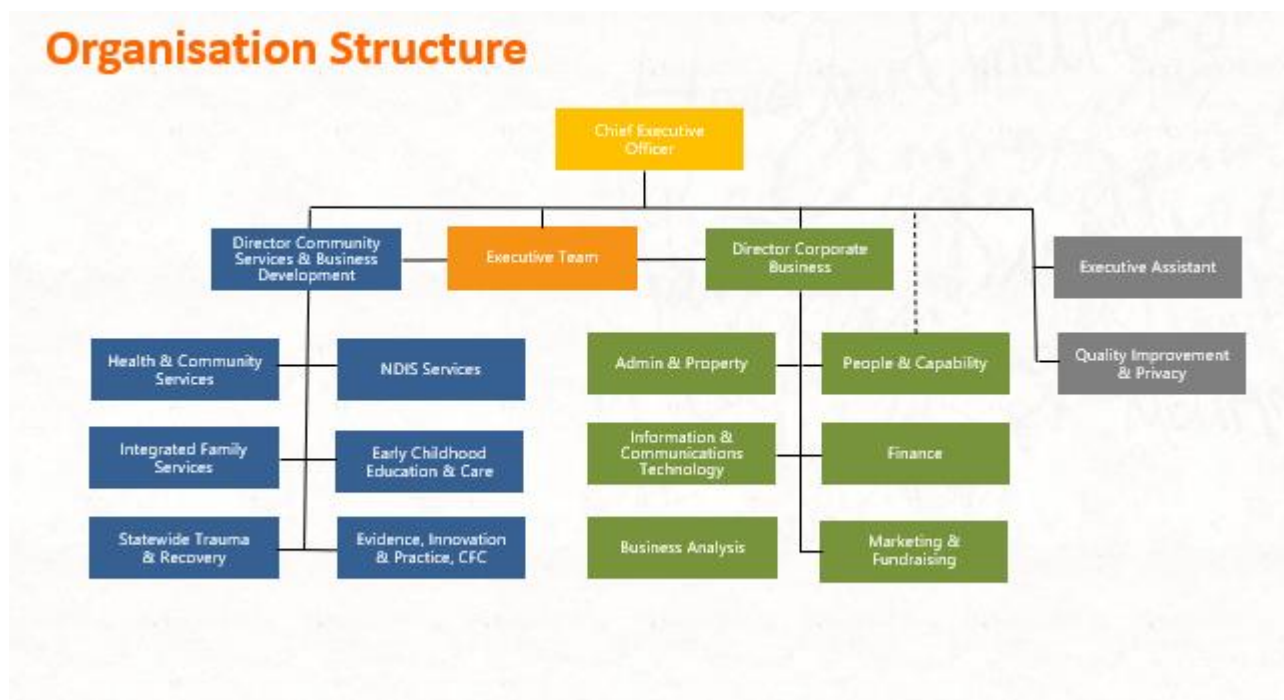 Organisation Structure
Chief Executive
Officer
Director Community
Services & Business
Development
Executive Team
Director Corporate
Business
Executive Assistant
Health & Community
Services
NDIS Services
Admin & Property
People & Capability
Quality Improvement
& Privacy
Integrated Family
Services
Early Childhood
Education & Care
Information &
Communications
Technology
Finance
Statewide Trauma
& Recovery
Evidence, Innovation
& Practice, CFC
Business Analysis
Marketing &
Fundraising